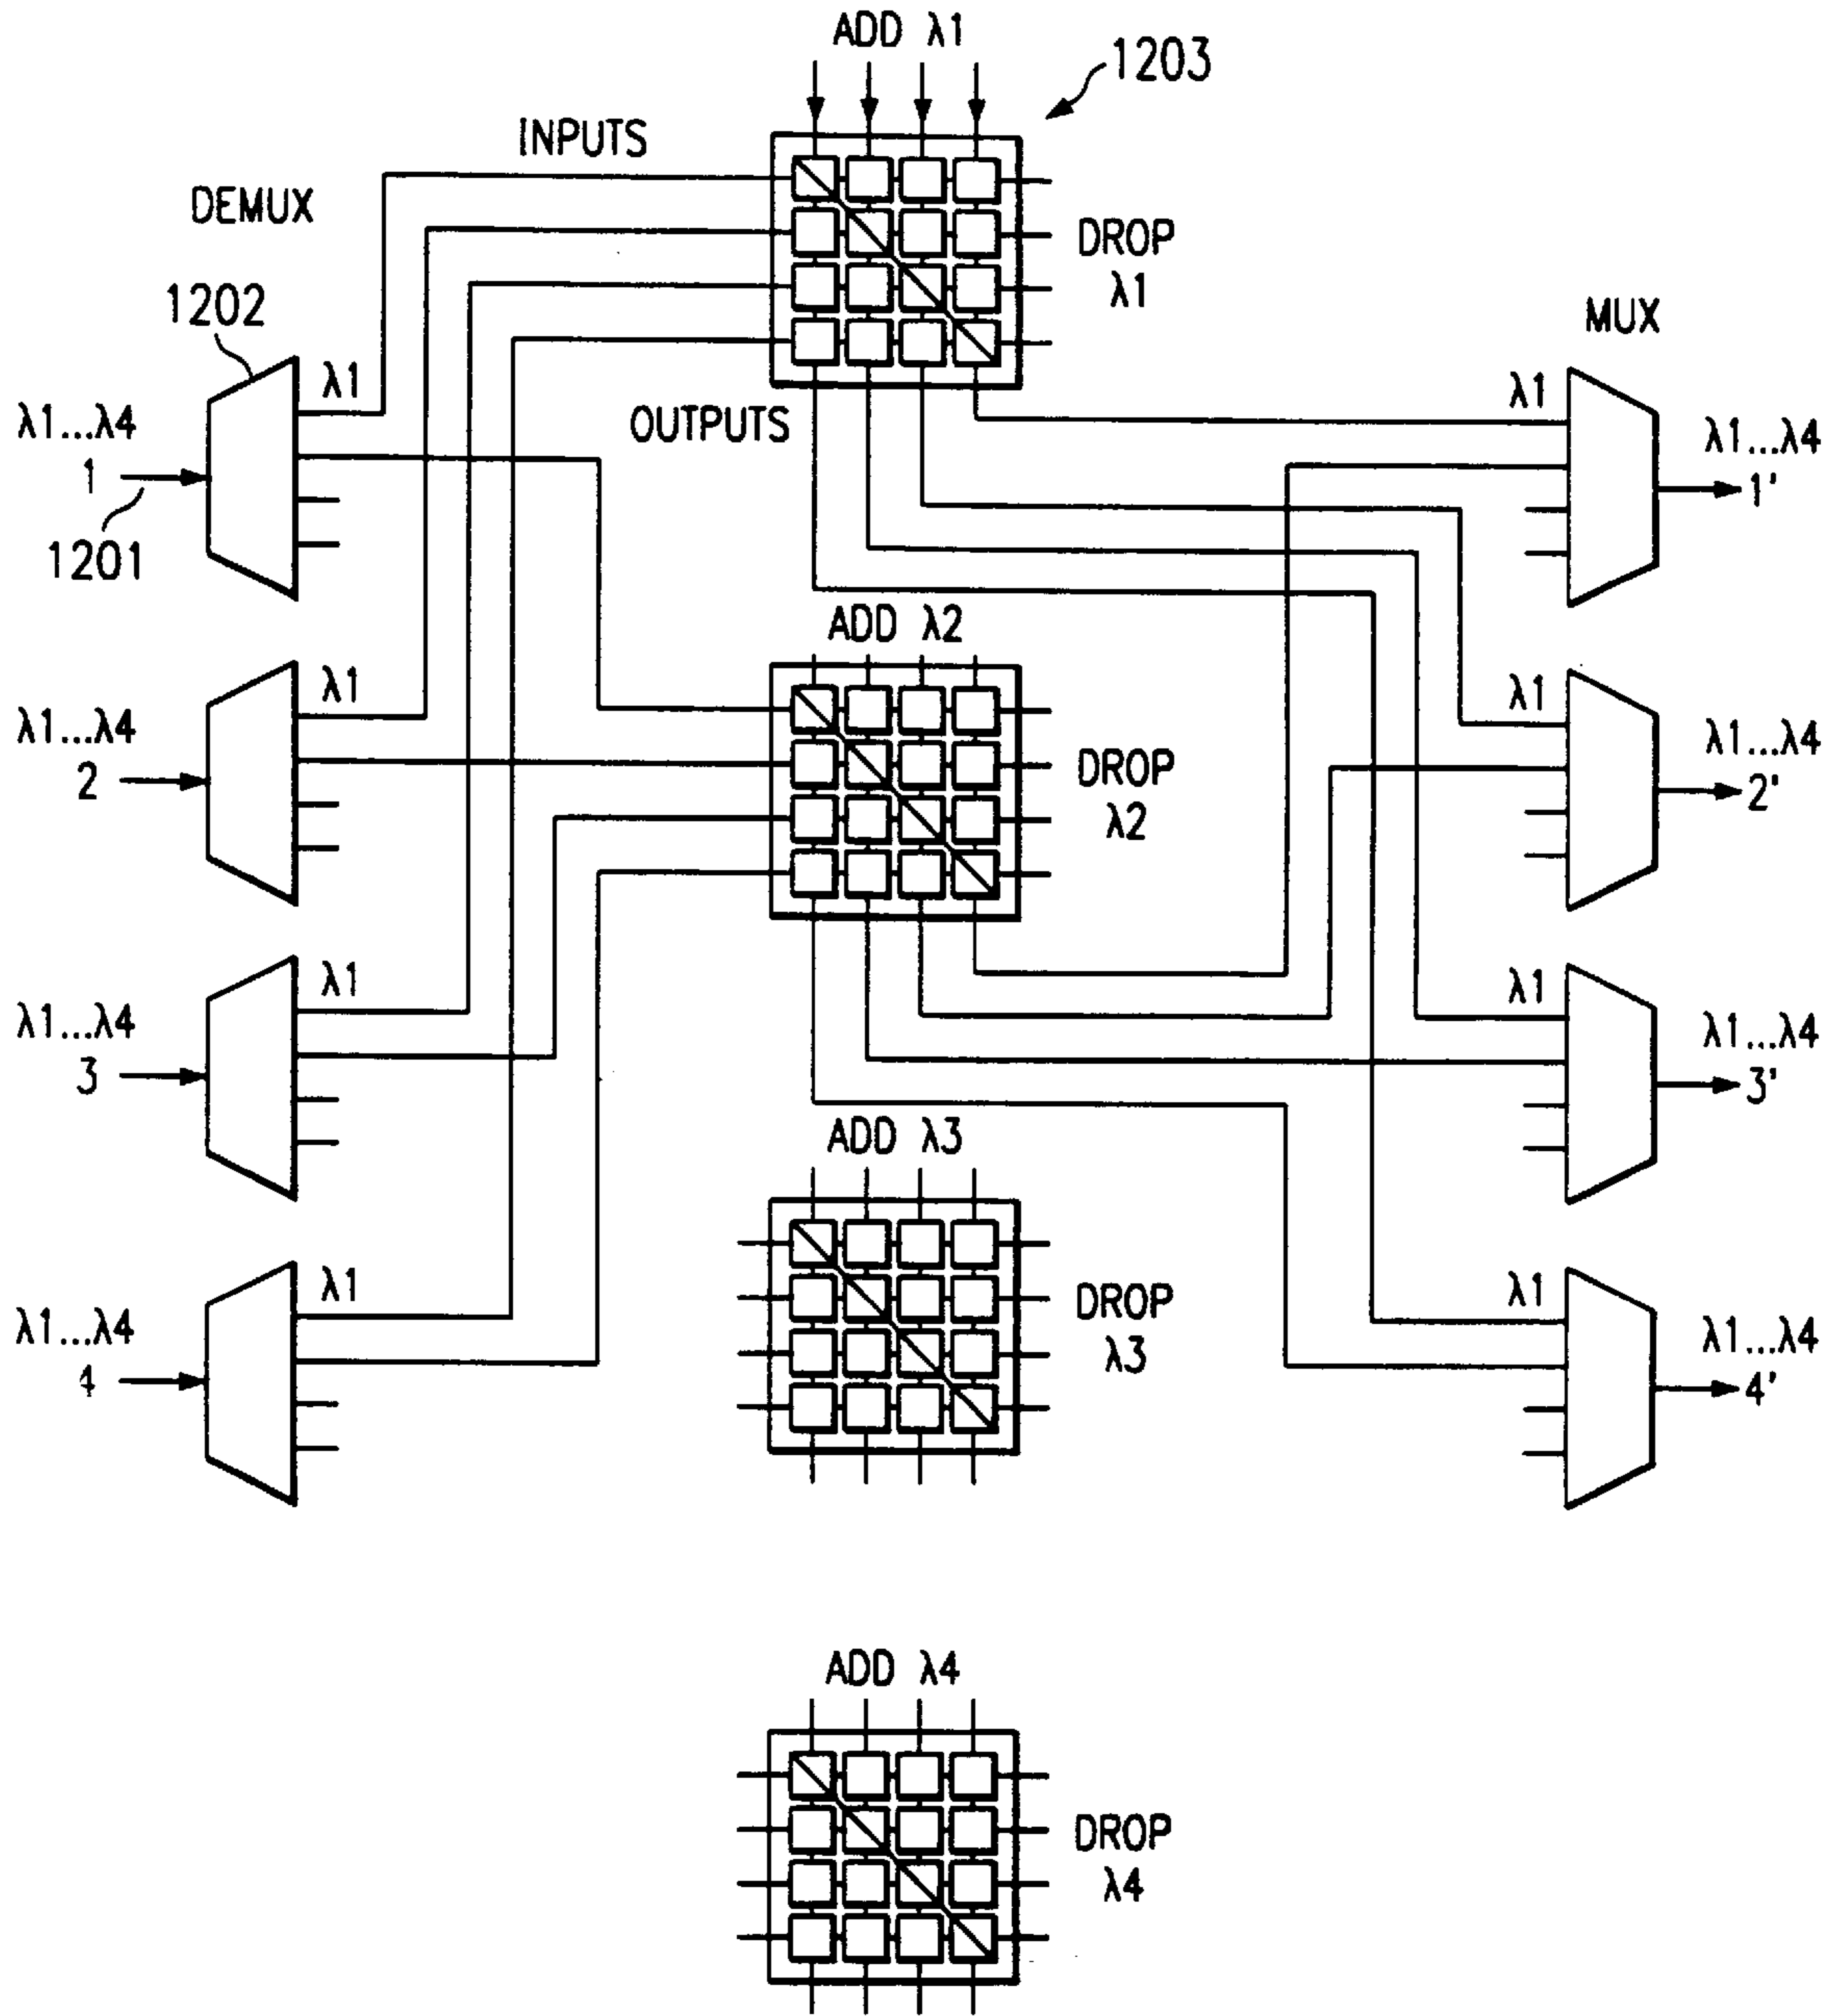 ADD λ1
1203
INPUTS
DEMUX
DROP
λ1
1202
MUX
λ1
λ1
λ1...λ4
OUTPUTS
λ1...λ4
1
1'
1201
ADD λ2
λ1
λ1
λ1...λ4
2
DROP
λ2
λ1...λ4
2'
λ1
λ1
λ1...λ4
3
λ1...λ4
3'
ADD λ3
λ1
λ1
λ1...λ4
4
DROP
λ3
λ1...λ4
4'
ADD λ4
DROP
λ4